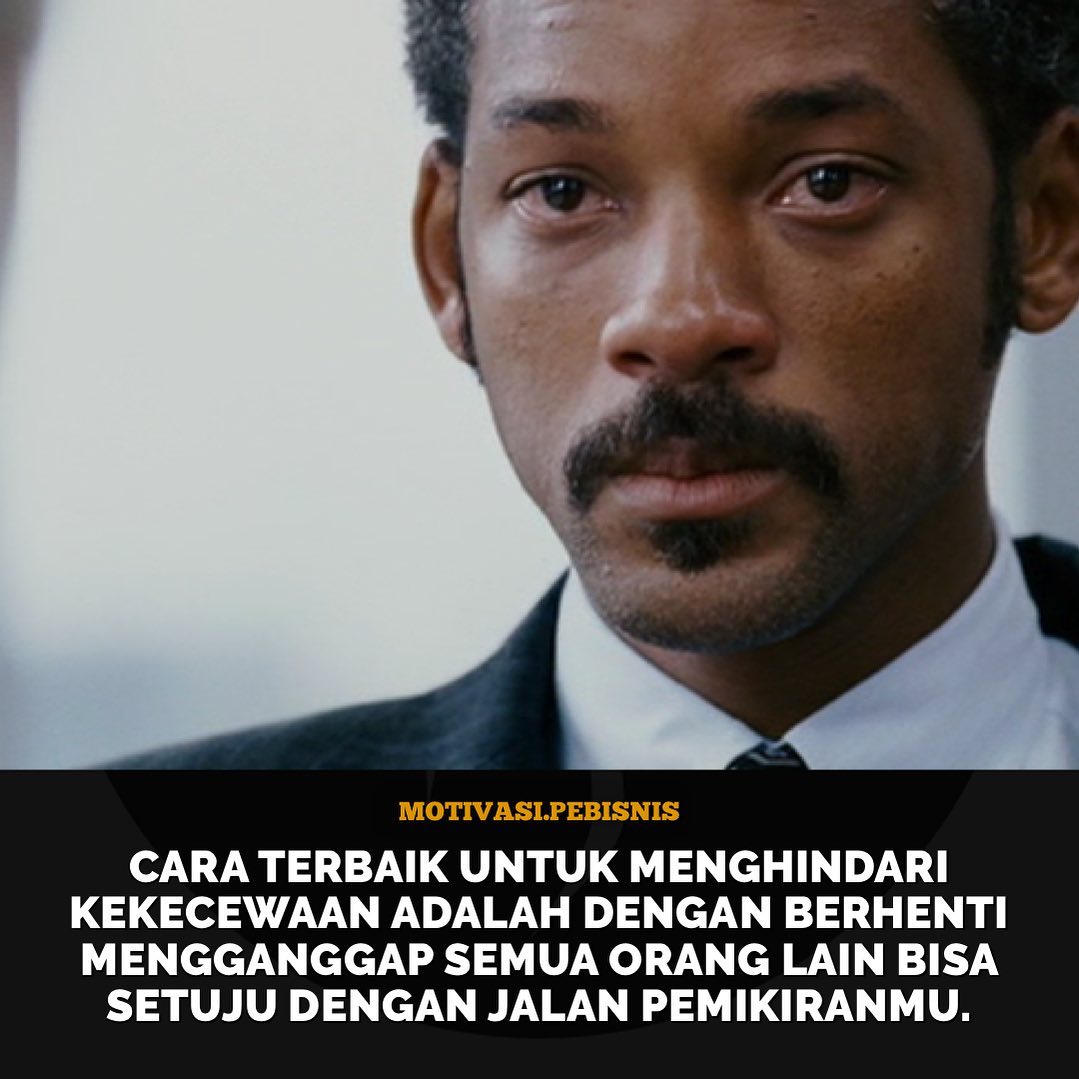 MOTIVASI.PEBISNIS
CARA TERBAIK UNTUK MENGHINDARI
KEKECEWAAN ADALAH DENGAN BERHENTI
MENGGANGGAP SEMUA ORANG LAIN BISA
SETUJU DENGAN JALAN PEMIKIRANMU.